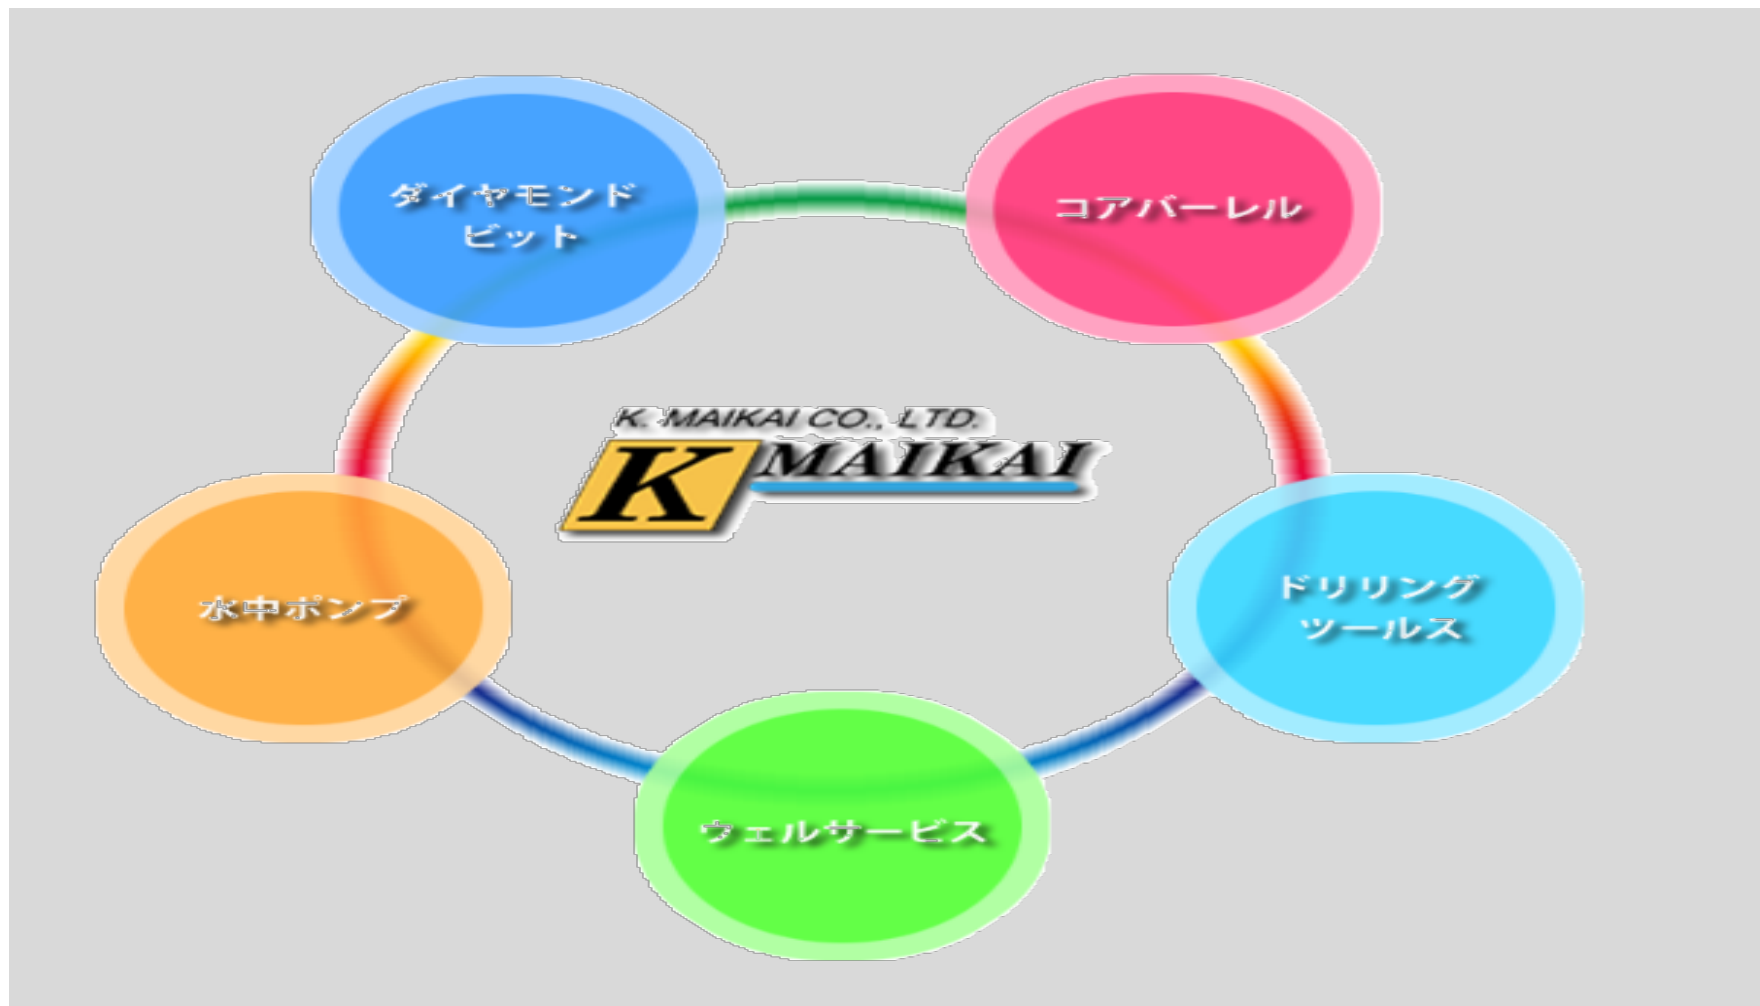 ダイヤモンド
ビット
コアバーレル
K. MAIKAI CO., LTD.
K MAIKAI
水中ポンプ
ドリリング
ツールス
ウェルサービス